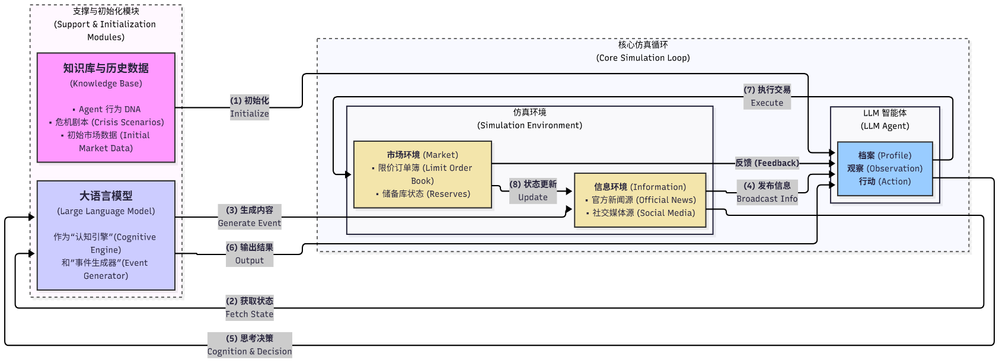 支撑与初始化模块
(Support & Initialization
Modules)
知识库与历史数据
(Knowledge Base)
▪ Agent 行为 DNA
▪ 危机剧本 (Crisis Scenarios)
▪ 初始市场数据 (Initial
Market Data)
大语言模型
(Large Language Model)
作为“认知引擎”(Cognitive
Engine)
和“事件生成器”(Event
Generator)
(1) 初始化
Initialize
(3) 生成内容
Generate Event
(6) 输出结果
Output
(2) 获取状态
Fetch State
(5) 思考决策
Cognition & Decision
核心仿真循环
(Core Simulation Loop)
(7) 执行交易
Execute
仿真环境
(Simulation Environment)
市场环境 (Market)
▪ 限价订单簿 (Limit Order
Book)
▪ 储备库状态 (Reserves)
(8) 状态更新
Update
信息环境 (Information)
▪ 官方新闻源 (Official News)
▪ 社交媒体源 (Social Media)
反馈 (Feedback)
(4) 发布信息
Broadcast Info
LLM 智能体
(LLM Agent)
档案 (Profile)
观察 (Observation)
行动 (Action)